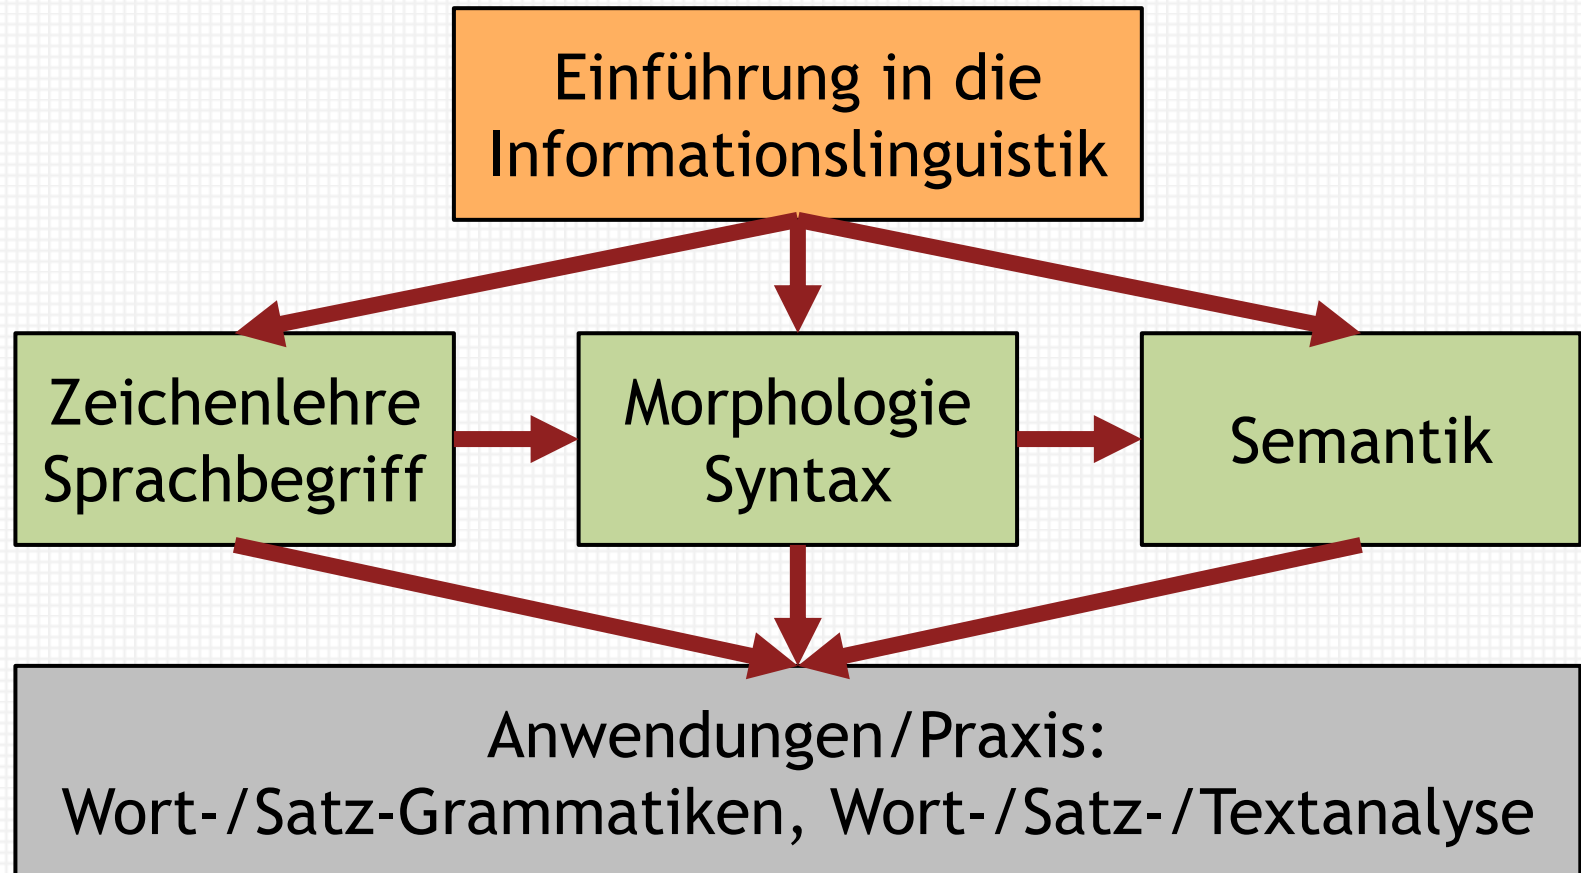 Einführung in die
Informationslinguistik
Zeichenlehre
Sprachbegriff
Morphologie
Syntax
Semantik
Anwendungen/Praxis:
Wort-/Satz-Grammatiken, Wort-/Satz-/Textanalyse